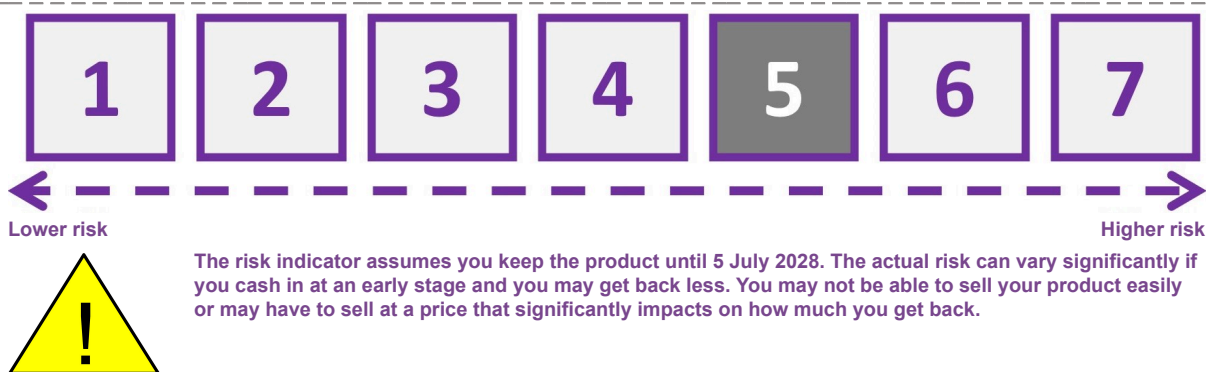 1 2 3 4 5 6 7
Lower risk Higher risk
The risk indicator assumes you keep the product until 5 July 2028. The actual risk can vary significantly if
you cash in at an early stage and you may get back less. You may not be able to sell your product easily
or may have to sell at a price that significantly impacts on how much you get back.
!